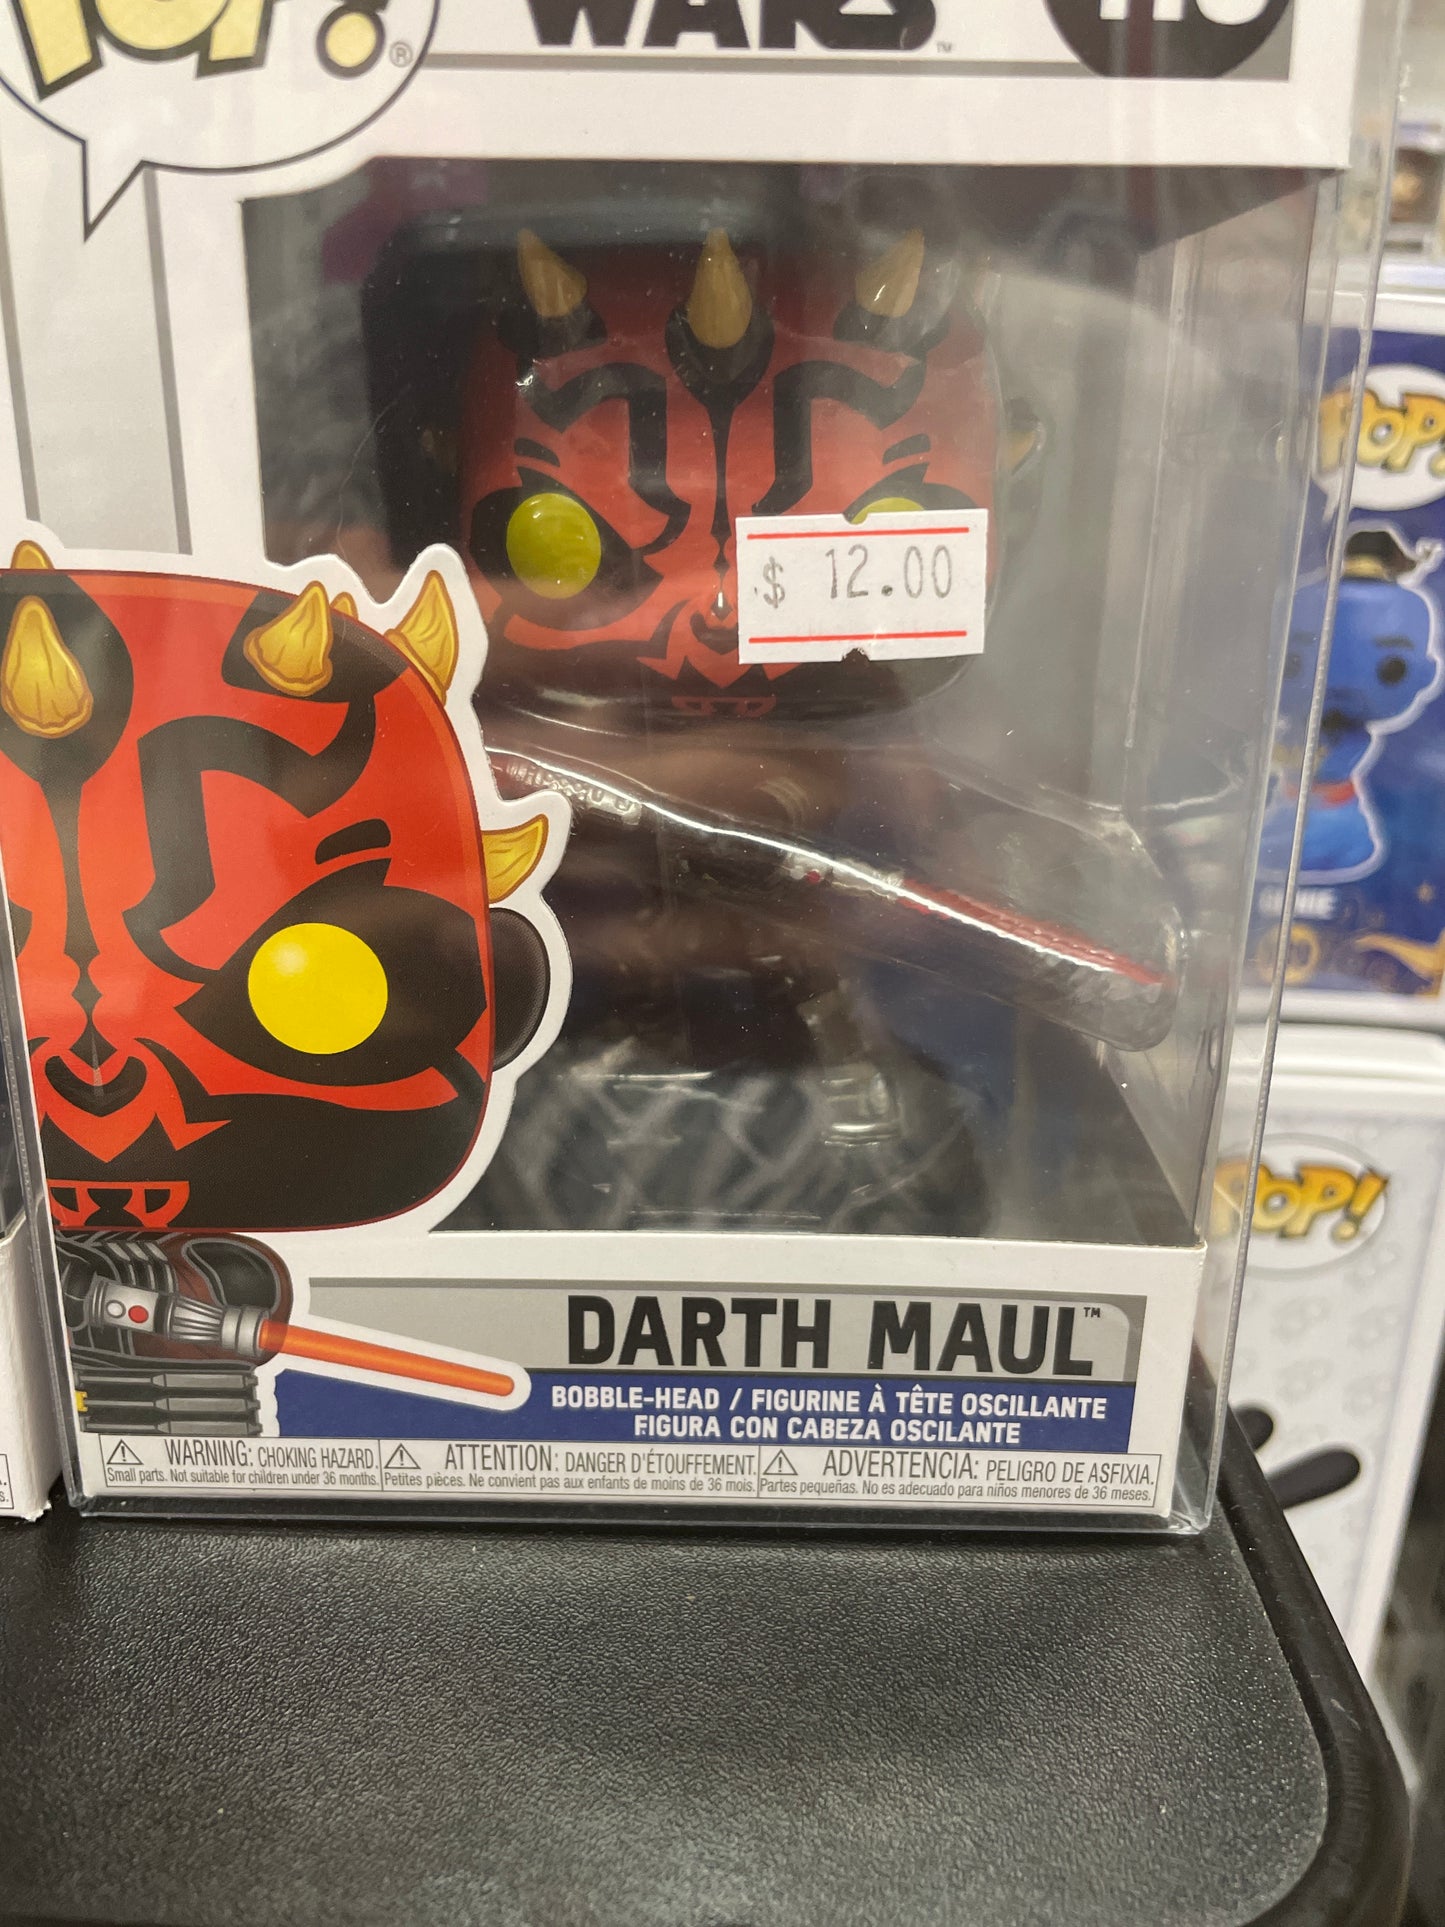 POP! ®
WARS ™
$ 12.00
DARTH MAUL™
BOBBLE-HEAD / FIGURINE À TÊTE OSCILLANTE
FIGURA CON CABEZA OSCILANTE
WARNING: CHOKING HAZARD.
Small parts. Not suitable for children under 36 months.
ATTENTION: DANGER D'ÉTOUFFEMENT.
Petites pièces. Ne convient pas aux enfants de moins de 36 mois.
ADVERTENCIA: PELIGRO DE ASFIXIA.
Partes pequeñas. No es adecuado para niños menores de 36 meses.
POP!
POP!